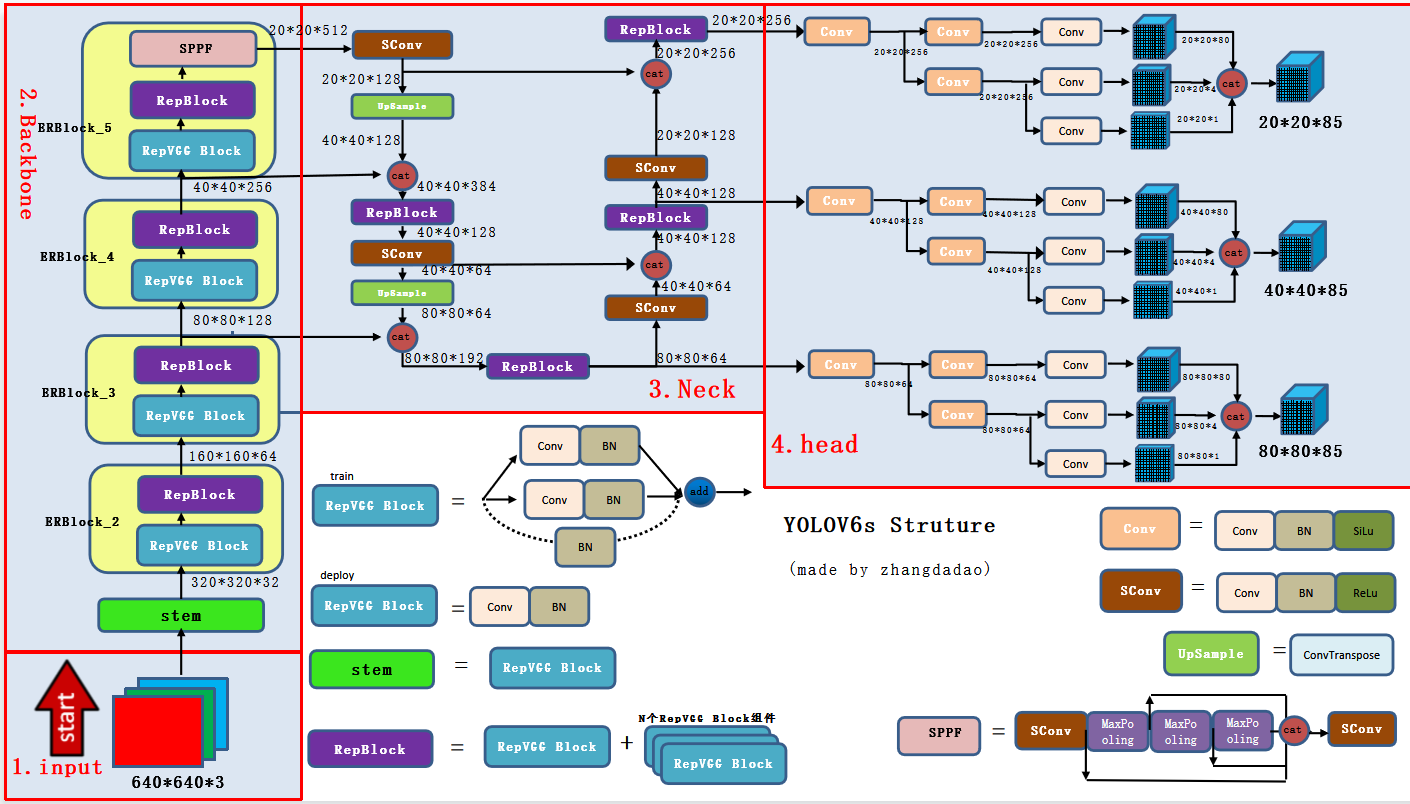 2.Backbone
SPPF
RepBlock
ERBlock_5
RepVGG Block
40*40*256
RepBlock
ERBlock_4
RepVGG Block
80*80*128
RepBlock
ERBlock_3
RepVGG Block
160*160*64
RepBlock
ERBlock_2
RepVGG Block
320*320*32
stem
start
1.input
640*640*3
20*20*512
SConv
20*20*128
UpSample
40*40*128
cat
40*40*384
RepBlock
40*40*128
SConv
40*40*64
UpSample
80*80*64
cat
80*80*192
RepBlock
80*80*64
SConv
40*40*64
cat
40*40*128
RepBlock
40*40*128
SConv
20*20*128
cat
20*20*256
RepBlock
20*20*256
3.Neck
Conv
20*20*256
Conv
20*20*256
Conv
20*20*80
Conv
20*20*256
Conv
20*20*4
cat
Conv
20*20*1
20*20*85
Conv
40*40*128
Conv
40*40*128
Conv
40*40*80
Conv
40*40*128
Conv
40*40*4
cat
Conv
40*40*1
40*40*85
Conv
80*80*64
Conv
80*80*64
Conv
80*80*80
Conv
80*80*64
Conv
80*80*4
cat
Conv
80*80*1
80*80*85
4.head
train
RepVGG Block
=
Conv
BN
Conv
BN
BN
add
deploy
RepVGG Block
=
Conv
BN
stem
=
RepVGG Block
RepBlock
=
RepVGG Block
+
N个RepVGG Block组件
RepVGG Block
YOLOV6s Struture
(made by zhangdadao)
Conv
=
Conv
BN
SiLu
SConv
=
Conv
BN
ReLu
UpSample
=
ConvTranspose
SPPF
=
SConv
MaxPo
oling
MaxPo
oling
MaxPo
oling
cat
SConv